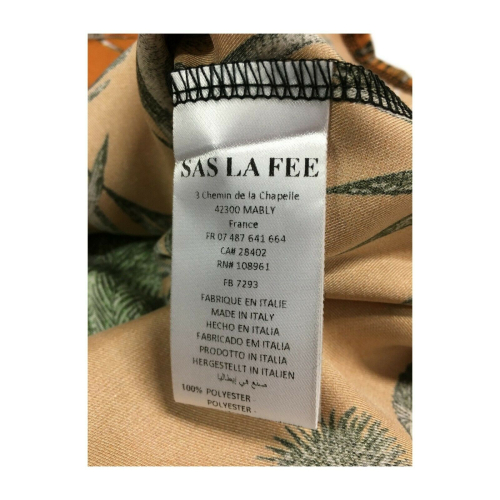 SAS LA FEE
3 Chemin de la Chapelle
42300 MABLY
France
FR 07 487 641 664
CA# 28402
RN# 108961
FB 7293
FABRIQUE EN ITALIE
MADE IN ITALY
HECHO EN ITALIA
FABRICADO EM ITALIA
PRODOTTO IN ITALIA
HERGESTELLT IN ITALIEN
صنع في إيطاليا
100% POLYESTER -
POLYESTER -